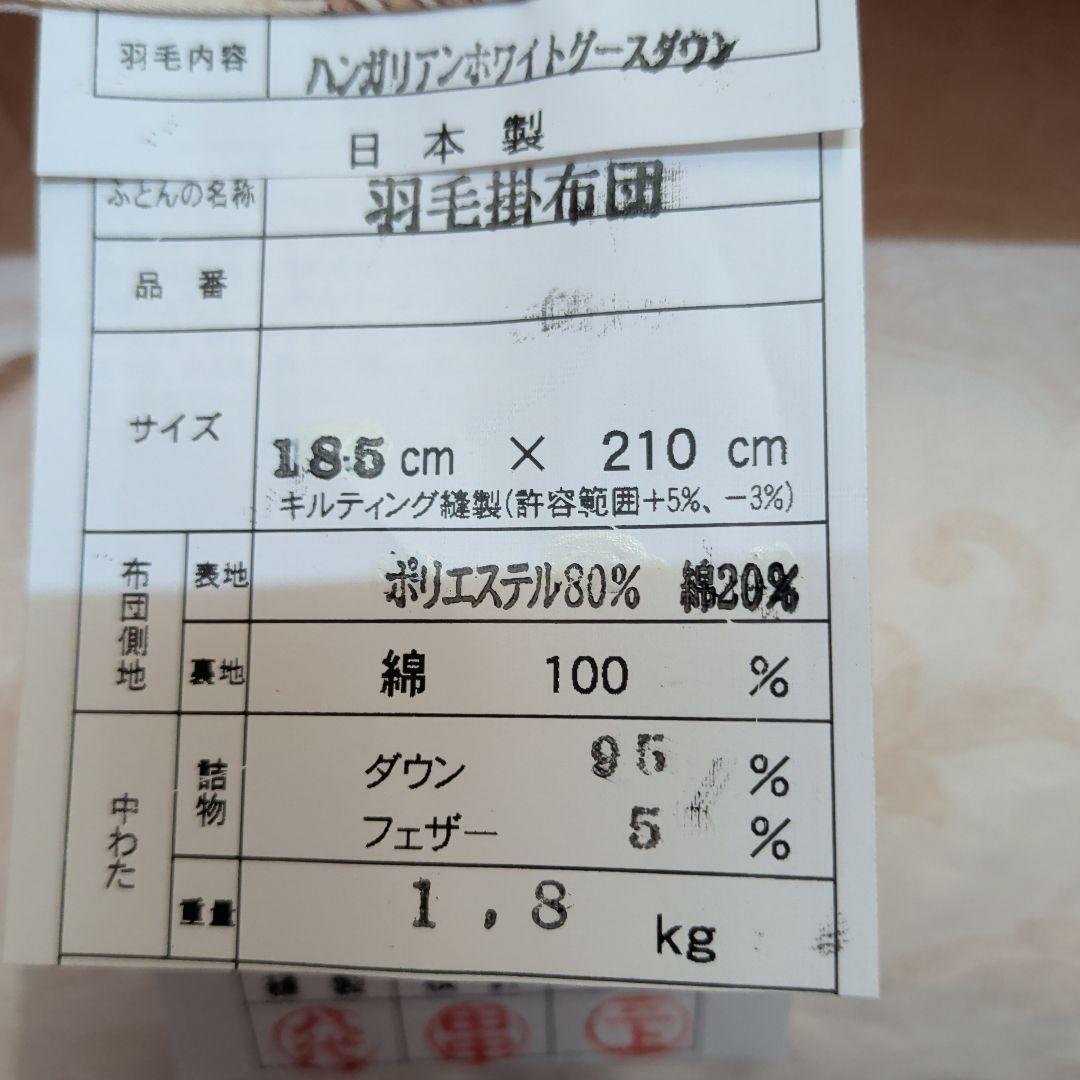 羽毛内容 ハンガリアンホワイトグースダウン
日本製
ふとんの名称 羽毛掛布団
品番
サイズ 185cm × 210 cm
キルティング縫製(許容範囲+5%、-3%)
布団側地 表地 ポリエステル80% 綿20%
裏地 綿 100 %
中わた 詰物 ダウン 95 %
フェザー 5 %
重量 1,8 kg